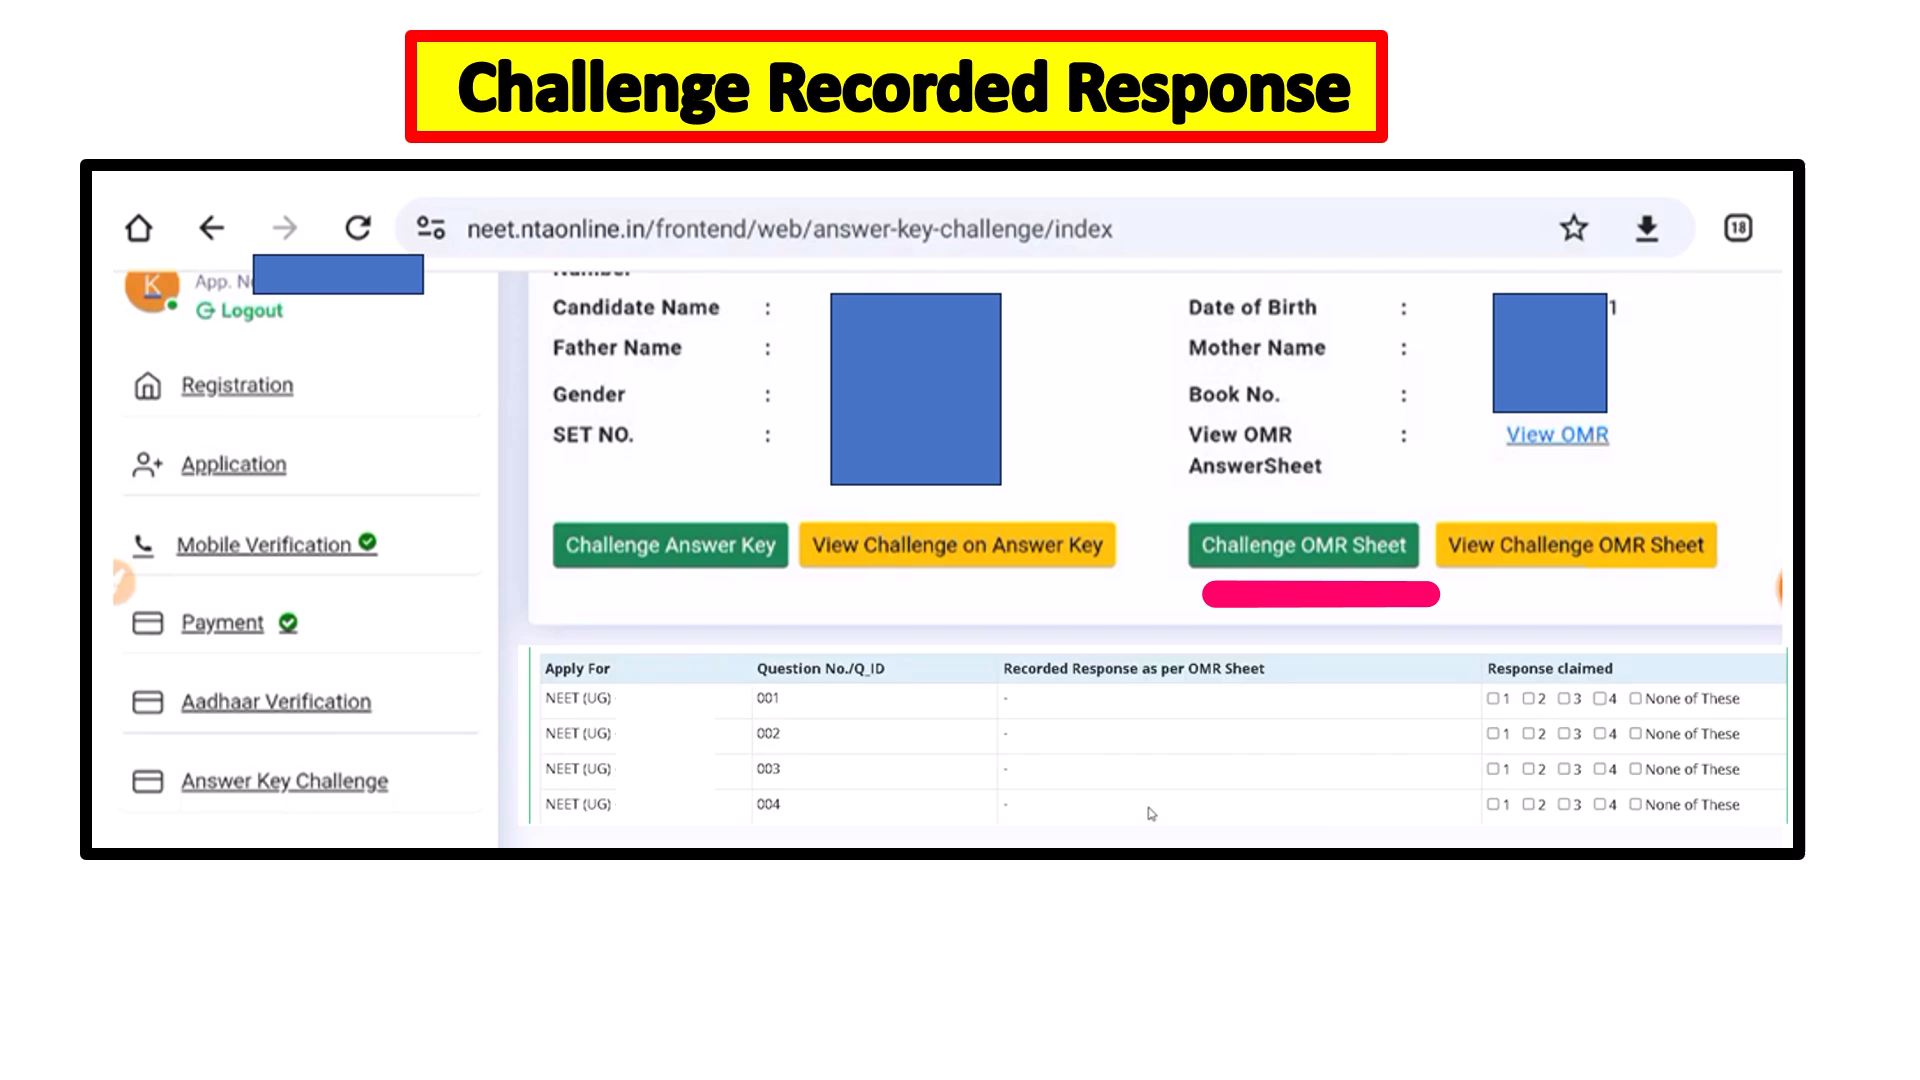 Challenge Recorded Response
neet.ntaonline.in/frontend/web/answer-key-challenge/index
18
K
App.
Logout
Registration
Application
Mobile Verification
Payment
Aadhaar Verification
Answer Key Challenge
Number
Candidate Name :
Date of Birth : 1
Father Name :
Mother Name :
Gender :
Book No. :
SET NO. :
View OMR : View OMR
AnswerSheet
Challenge Answer Key View Challenge on Answer Key Challenge OMR Sheet View Challenge OMR Sheet
Apply For Question No./Q_ID Recorded Response as per OMR Sheet Response claimed
NEET (UG) 001 - 1 2 3 4 None of These
NEET (UG) 002 - 1 2 3 4 None of These
NEET (UG) 003 - 1 2 3 4 None of These
NEET (UG) 004 - 1 2 3 4 None of These